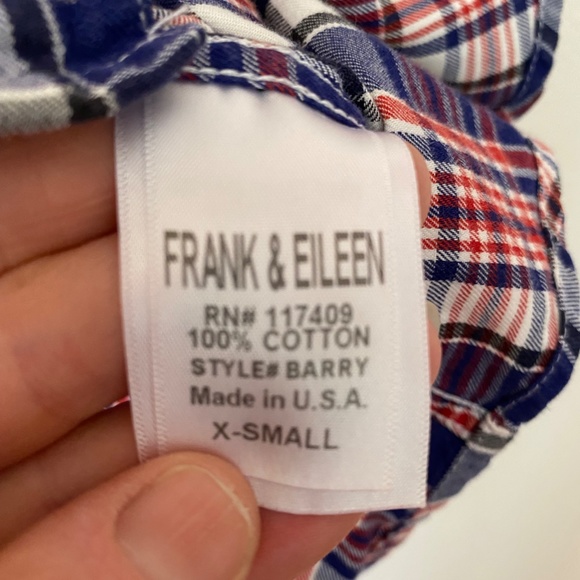 FRANK & EILEEN
RN# 117409
100% COTTON
STYLE# BARRY
Made in U.S.A.
X-SMALL